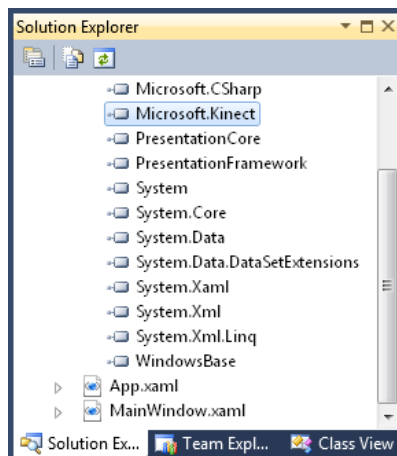 Solution Explorer
Microsoft.CSharp
Microsoft.Kinect
PresentationCore
PresentationFramework
System
System.Core
System.Data
System.Data.DataSetExtensions
System.Xaml
System.Xml
System.Xml.Linq
WindowsBase
App.xaml
MainWindow.xaml
Solution Ex... Team Expl... Class View